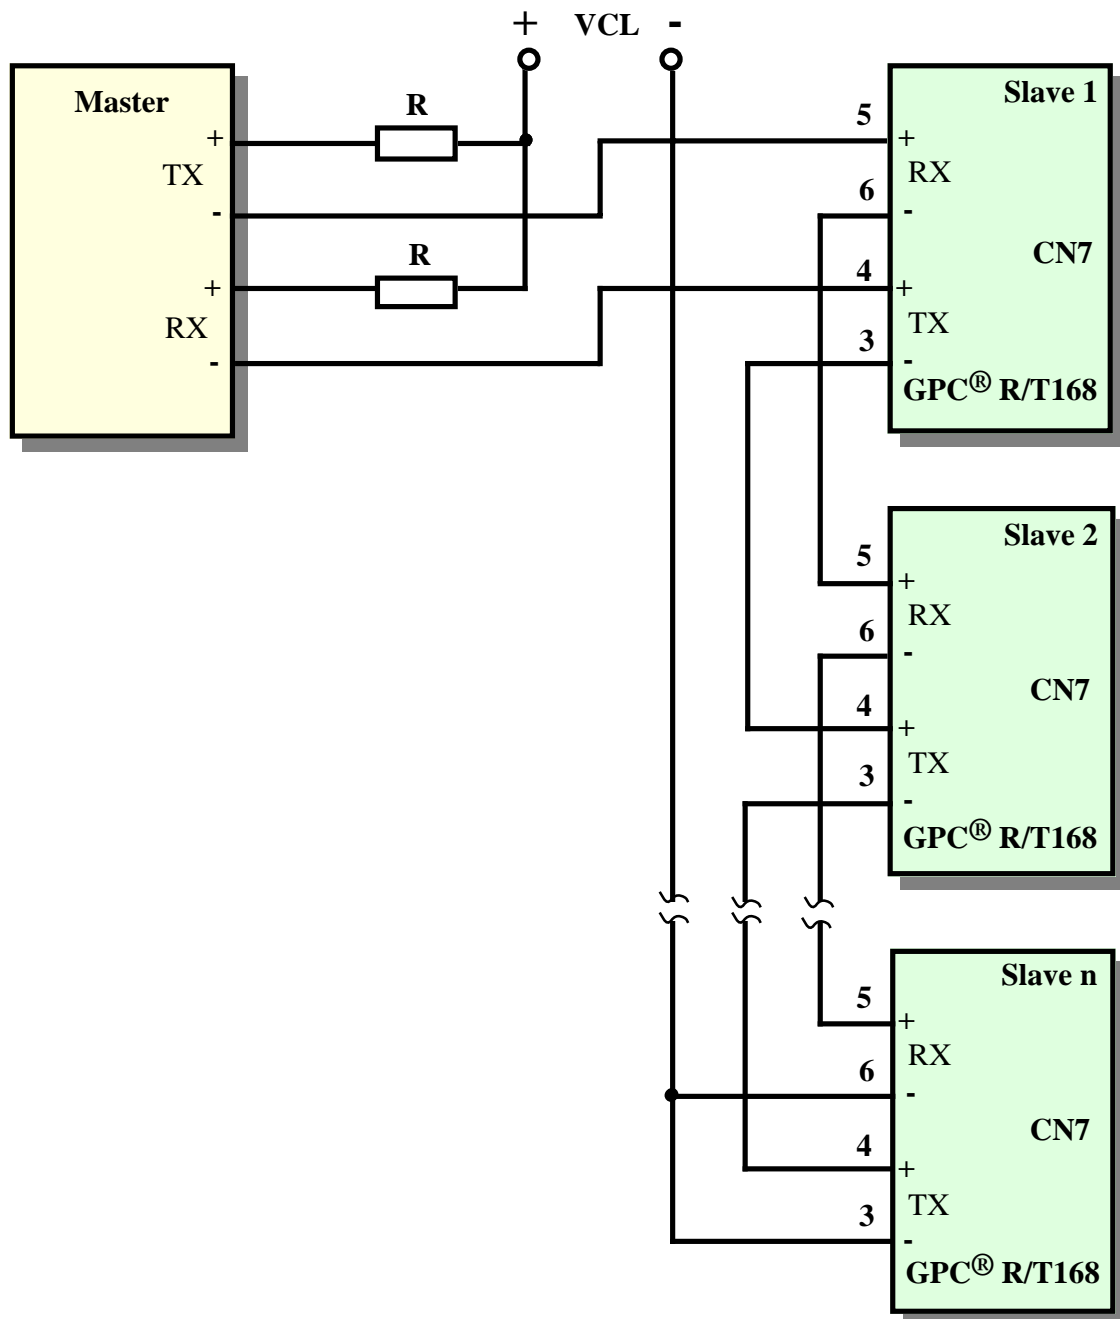 + VCL -
Master
R
+
TX
-
R
+
RX
-
Slave 1
5
+
RX
6
-
CN7
4
+
TX
3
-
GPC® R/T168
Slave 2
5
+
RX
6
-
CN7
4
+
TX
3
-
GPC® R/T168
Slave n
5
+
RX
6
-
CN7
4
+
TX
3
-
GPC® R/T168